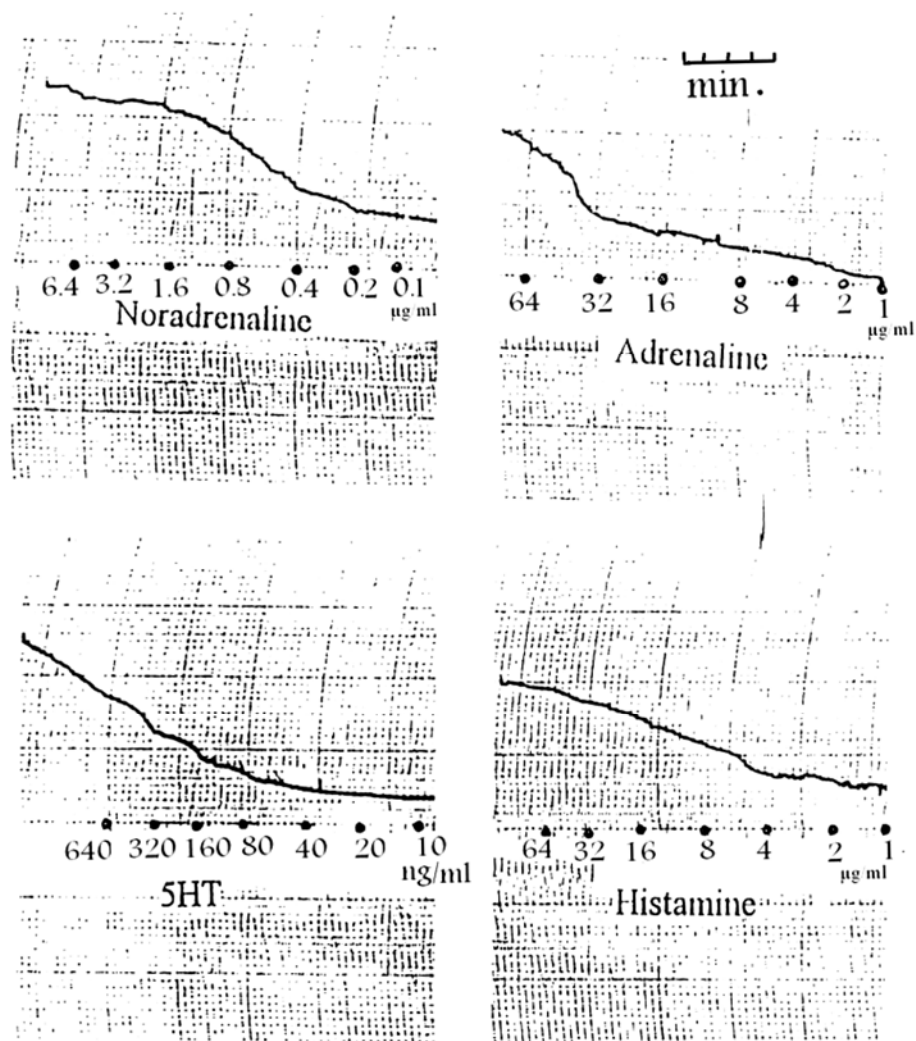 min.
6.4 3.2 1.6 0.8 0.4 0.2 0.1
µg/ml
Noradrenaline
64 32 16 8 4 2 1
µg/ml
Adrenaline
640 320 160 80 40 20 10
ng/ml
5HT
64 32 16 8 4 2 1
µg/ml
Histamine